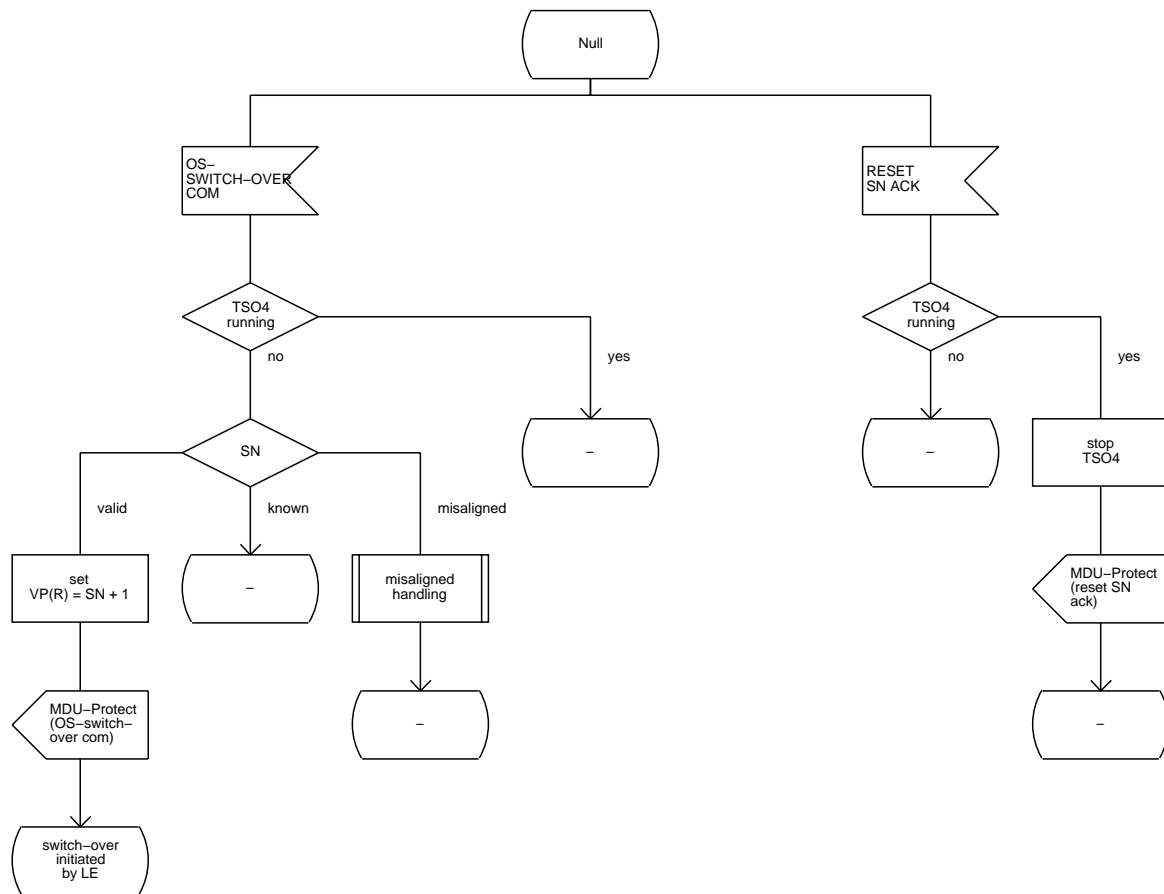 Null
OS–
SWITCH–OVER
COM
RESET
SN ACK
TSO4
running
TSO4
running
no
yes
no
yes
SN
–
–
stop
TSO4
valid
known
misaligned
set
VP(R) = SN + 1
–
misaligned
handling
MDU–Protect
(reset SN
ack)
MDU–Protect
(OS–switch–
over com)
–
–
switch–over
initiated
by LE